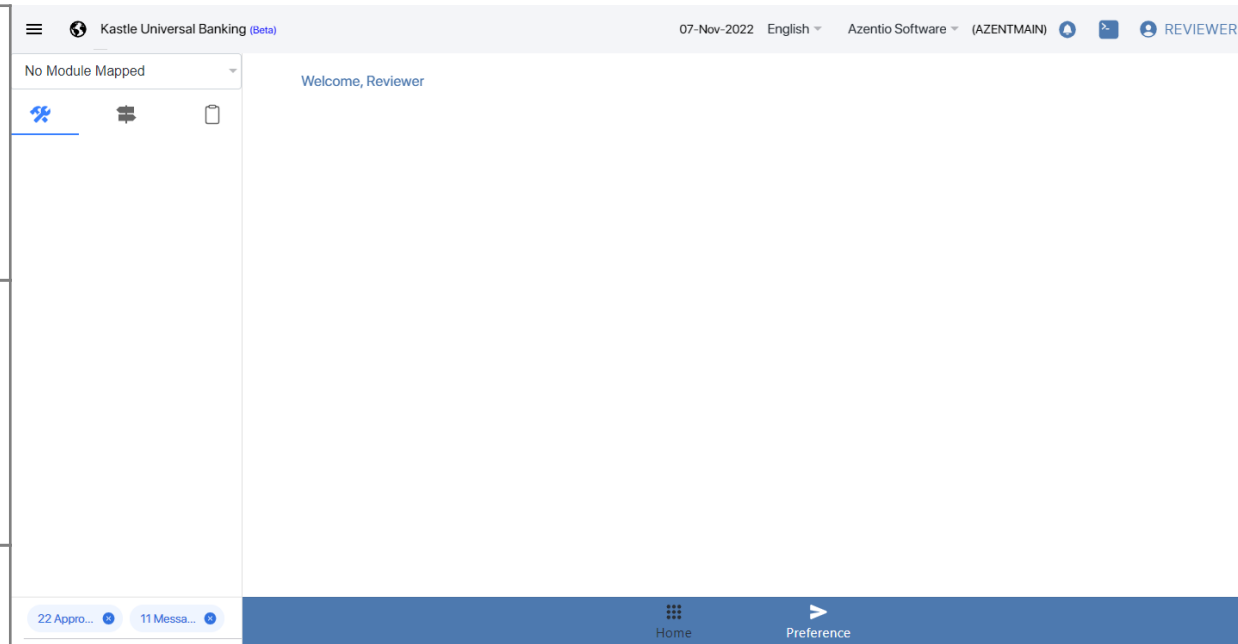 Kastle Universal Banking (Beta) 07-Nov-2022 English Azentio Software (AZENTMAIN) REVIEWER
No Module Mapped
Welcome, Reviewer
22 Appro... 11 Messa...
Home Preference